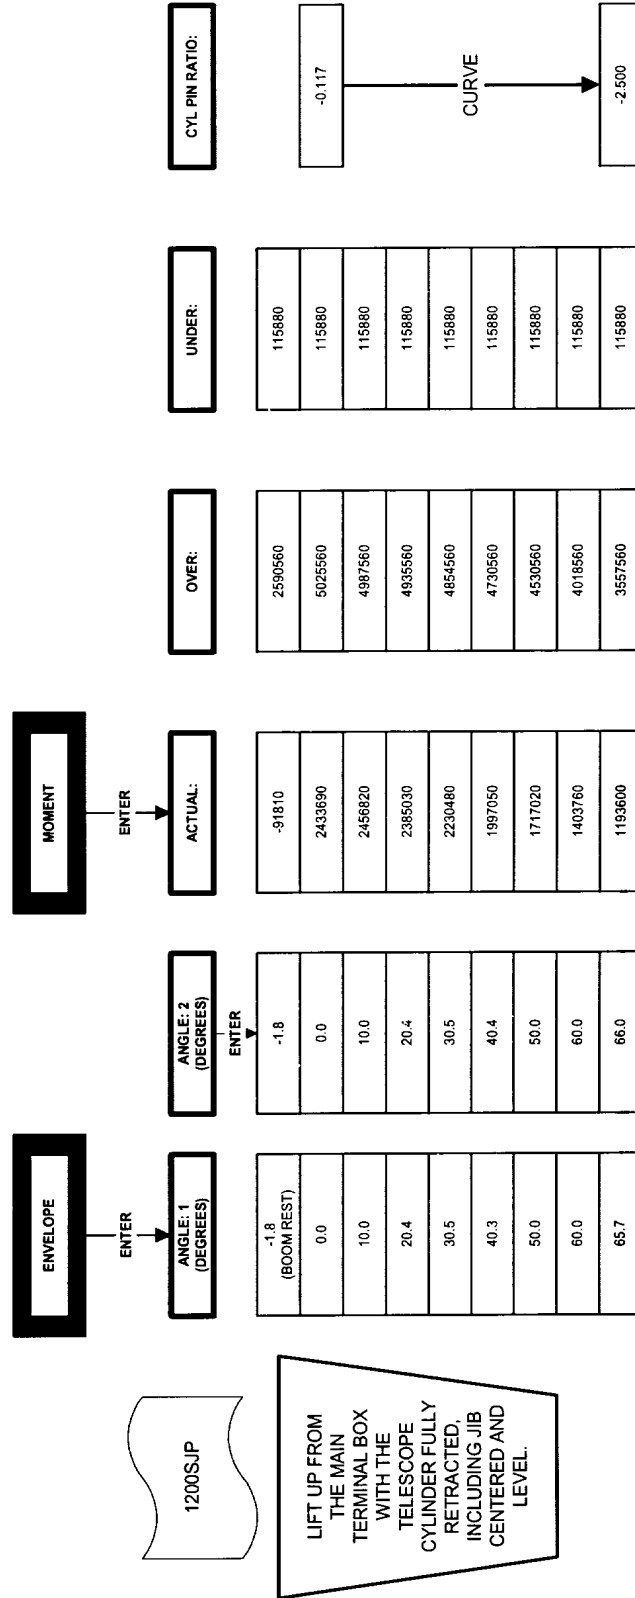 1200SJP
LIFT UP FROM
THE MAIN
TERMINAL BOX
WITH THE
TELESCOPE
CYLINDER FULLY
RETRACTED,
INCLUDING JIB
CENTERED AND
LEVEL.
ENVELOPE
ENTER
ANGLE: 1
(DEGREES)
-1.8
(BOOM REST)
0.0
10.0
20.4
30.5
40.3
50.0
60.0
65.7
ANGLE: 2
(DEGREES)
ENTER
-1.8
0.0
10.0
20.4
30.5
40.4
50.0
60.0
66.0
MOMENT
ENTER
ACTUAL:
-91810
2433690
2456820
2385030
2230480
1997050
1717020
1403760
1193600
OVER:
2590560
5025560
4987560
4935560
4854560
4730560
4530560
4018560
3557560
UNDER:
115880
115880
115880
115880
115880
115880
115880
115880
115880
CYL PIN RATIO:
-0.117
CURVE
-2.500